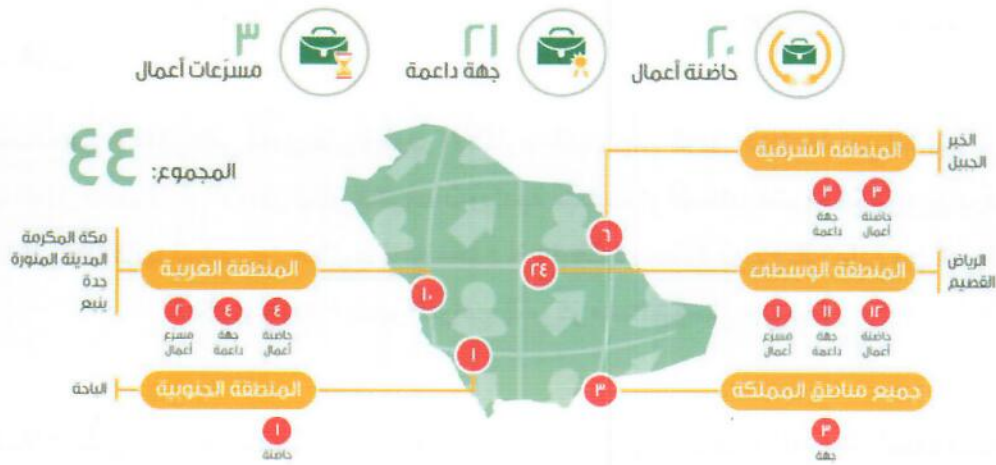 ٢٠
حاضنة أعمال
٢١
جهة داعمة
٣
مسرّعات أعمال
المجموع: ٤٤
المنطقة الشرقية
الخبر
الجبيل
٣
حاضنة
أعمال
٣
جهة
داعمة
٦
المنطقة الوسطى
الرياض
القصيم
١٢
حاضنة
أعمال
١١
جهة
داعمة
١
مسرع
أعمال
٢٤
جميع مناطق المملكة
٣
جهة
٣
المنطقة الغربية
مكة المكرمة
المدينة المنورة
جدة
ينبع
٤
حاضنة
أعمال
٤
جهة
داعمة
٢
مسرع
أعمال
١٠
المنطقة الجنوبية
الباحة
١
حاضنة
١